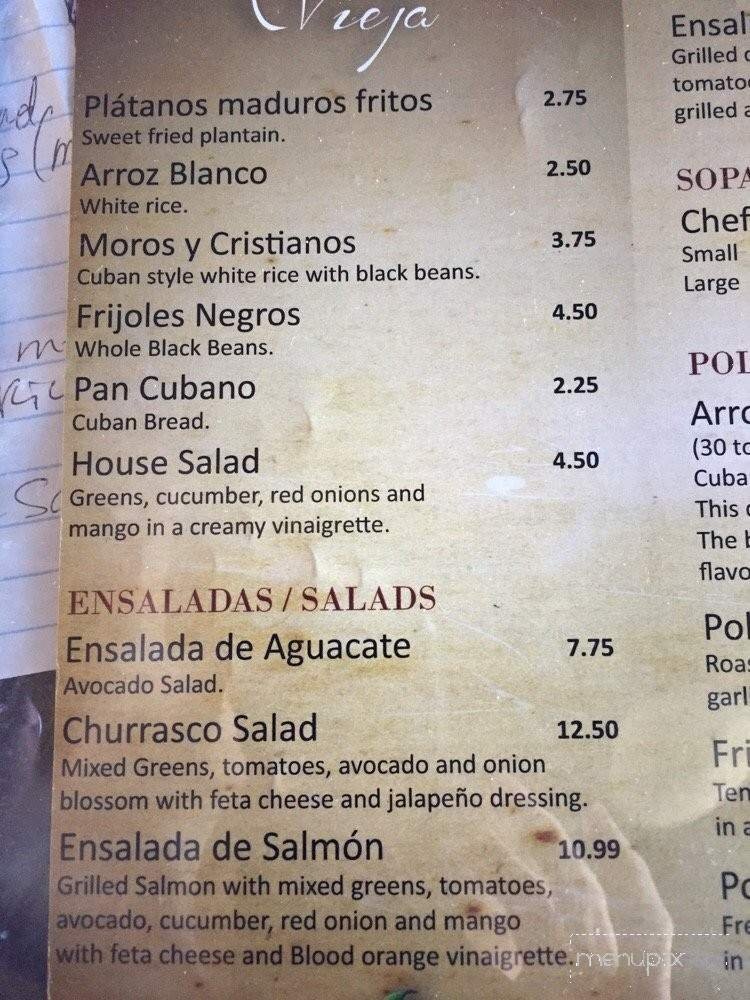 Vieja
Plátanos maduros fritos 2.75
Sweet fried plantain.
Arroz Blanco 2.50
White rice.
Moros y Cristianos 3.75
Cuban style white rice with black beans.
Frijoles Negros 4.50
Whole Black Beans.
Pan Cubano 2.25
Cuban Bread.
House Salad 4.50
Greens, cucumber, red onions and
mango in a creamy vinaigrette.
ENSALADAS / SALADS
Ensalada de Aguacate 7.75
Avocado Salad.
Churrasco Salad 12.50
Mixed Greens, tomatoes, avocado and onion
blossom with feta cheese and jalapeño dressing.
Ensalada de Salmón 10.99
Grilled Salmon with mixed greens, tomatoes,
avocado, cucumber, red onion and mango
with feta cheese and Blood orange vinaigrette.
Ensal
Grilled
tomato
grilled a
SOPA
Chef
Small
Large
POL
Arro
(30 to
Cuba
This
The b
flavo
Pol
Roas
garl
Fri
Tem
in a
Po
Fre
in
menupix